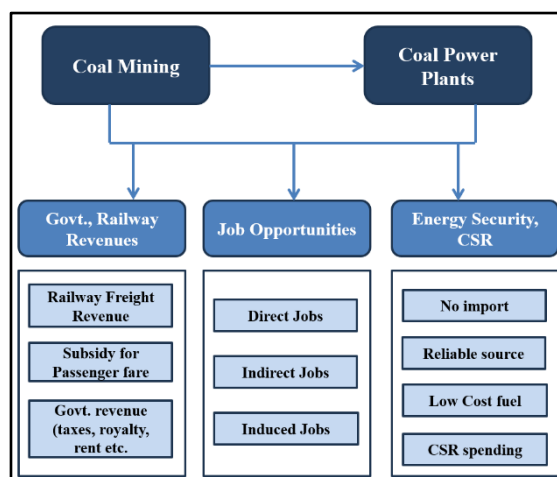 Coal Mining
Coal Power
Plants
Govt., Railway
Revenues
Job Opportunities
Energy Security,
CSR
Railway Freight
Revenue
Subsidy for
Passenger fare
Govt. revenue
(taxes, royalty,
rent etc.
Direct Jobs
Indirect Jobs
Induced Jobs
No import
Reliable source
Low Cost fuel
CSR spending